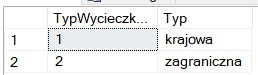 TypWycieczk... Typ
1 1 krajowa
2 2 zagraniczna